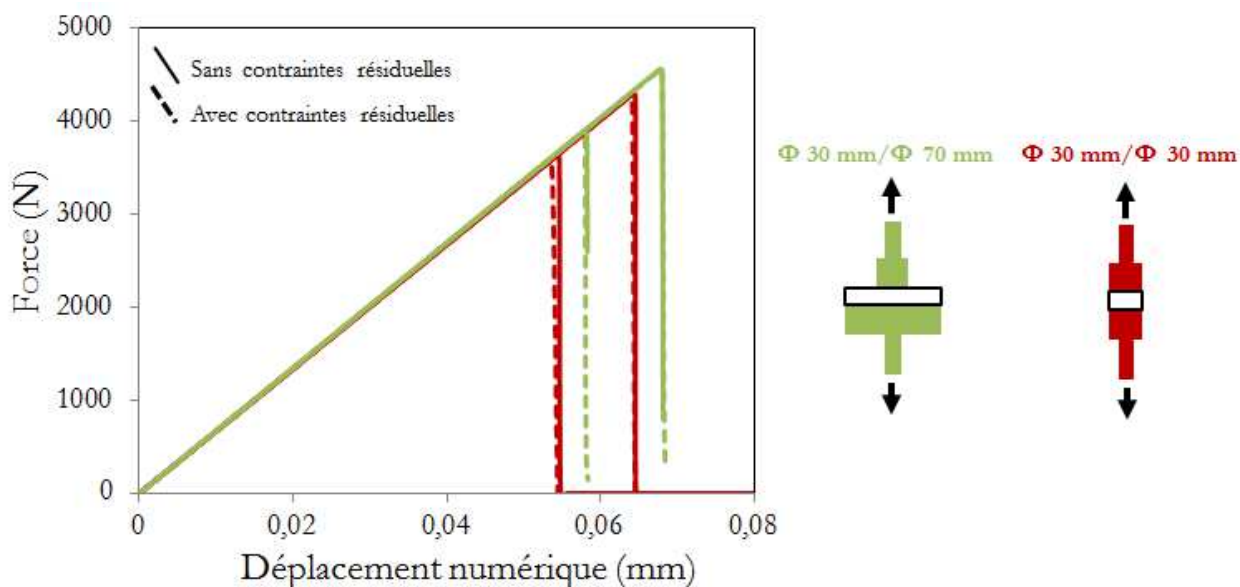 5000
4000
3000
2000
1000
0
Force (N)
Sans contraintes résiduelles
Avec contraintes résiduelles
0
0,02
0,04
0,06
0,08
Déplacement numérique (mm)
Φ 30 mm/Φ 70 mm
Φ 30 mm/Φ 30 mm